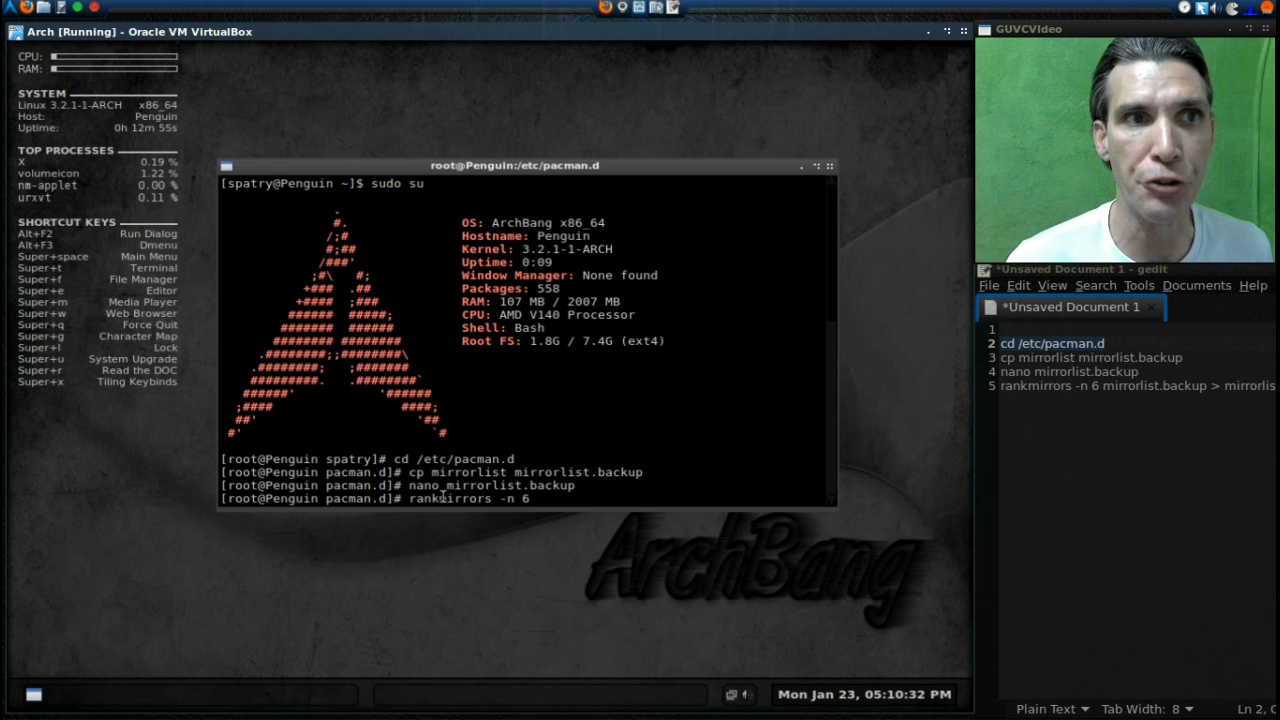 Arch [Running] - Oracle VM VirtualBox
GUVCVIdeo
CPU:
RAM:
SYSTEM
Linux 3.2.1-1-ARCH x86_64
Host: Penguin
Uptime: 0h 12m 55s
TOP PROCESSES
X 0.19 %
volumeicon 1.22 %
nm-applet 0.00 %
urxvt 0.11 %
SHORTCUT KEYS
Alt+F2 Run Dialog
Alt+F3 Dmenu
Super+space Main Menu
Super+t Terminal
Super+f File Manager
Super+e Editor
Super+m Media Player
Super+w Web Browser
Super+q Force Quit
Super+g Character Map
Super+l Lock
Super+u System Upgrade
Super+r Read the DOC
Super+x Tiling Keybinds
root@Penguin:/etc/pacman.d
[spatry@Penguin ~]$ sudo su
OS: ArchBang x86_64
Hostname: Penguin
Kernel: 3.2.1-1-ARCH
Uptime: 0:09
Window Manager: None found
Packages: 558
RAM: 107 MB / 2007 MB
CPU: AMD V140 Processor
Shell: Bash
Root FS: 1.8G / 7.4G (ext4)
[root@Penguin spatry]# cd /etc/pacman.d
[root@Penguin pacman.d]# cp mirrorlist mirrorlist.backup
[root@Penguin pacman.d]# nano mirrorlist.backup
[root@Penguin pacman.d]# rankmirrors -n 6
ArchBang
Mon Jan 23, 05:10:32 PM
*Unsaved Document 1 - gedit
File Edit View Search Tools Documents Help
*Unsaved Document 1
1
2 cd /etc/pacman.d
3 cp mirrorlist mirrorlist.backup
4 nano mirrorlist.backup
5 rankmirrors -n 6 mirrorlist.backup > mirrorlis
Plain Text Tab Width: 8 Ln 2, C